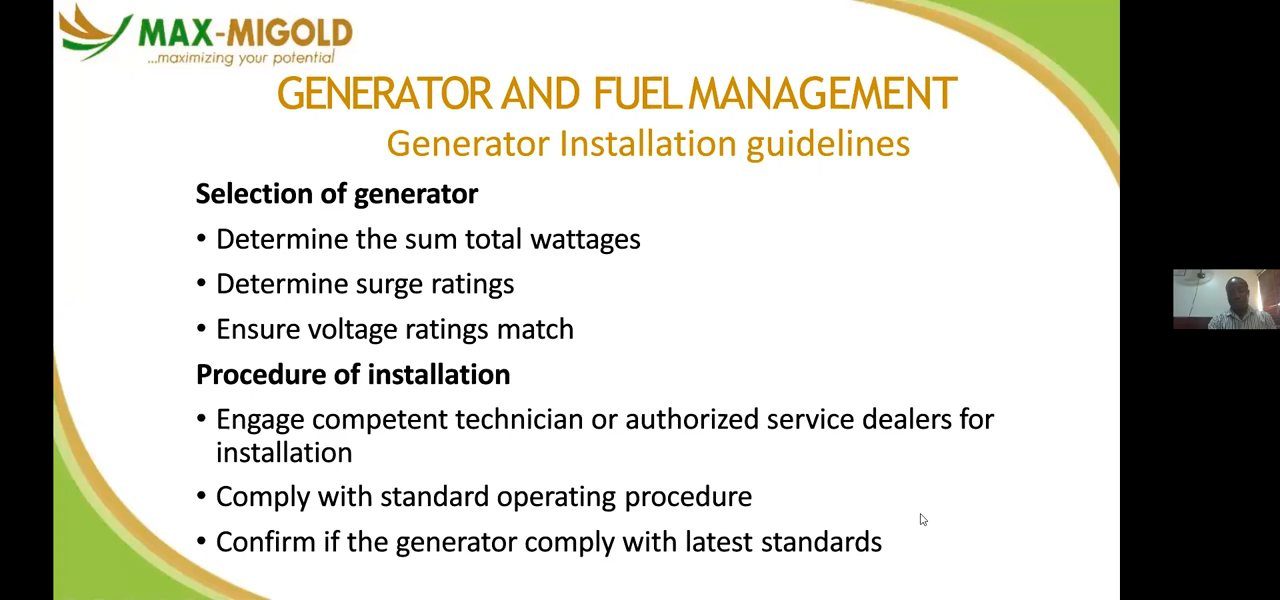 MAX-MIGOLD
...maximizing your potential
GENERATOR AND FUEL MANAGEMENT
Generator Installation guidelines
Selection of generator
• Determine the sum total wattages
• Determine surge ratings
• Ensure voltage ratings match
Procedure of installation
• Engage competent technician or authorized service dealers for
installation
• Comply with standard operating procedure
• Confirm if the generator comply with latest standards